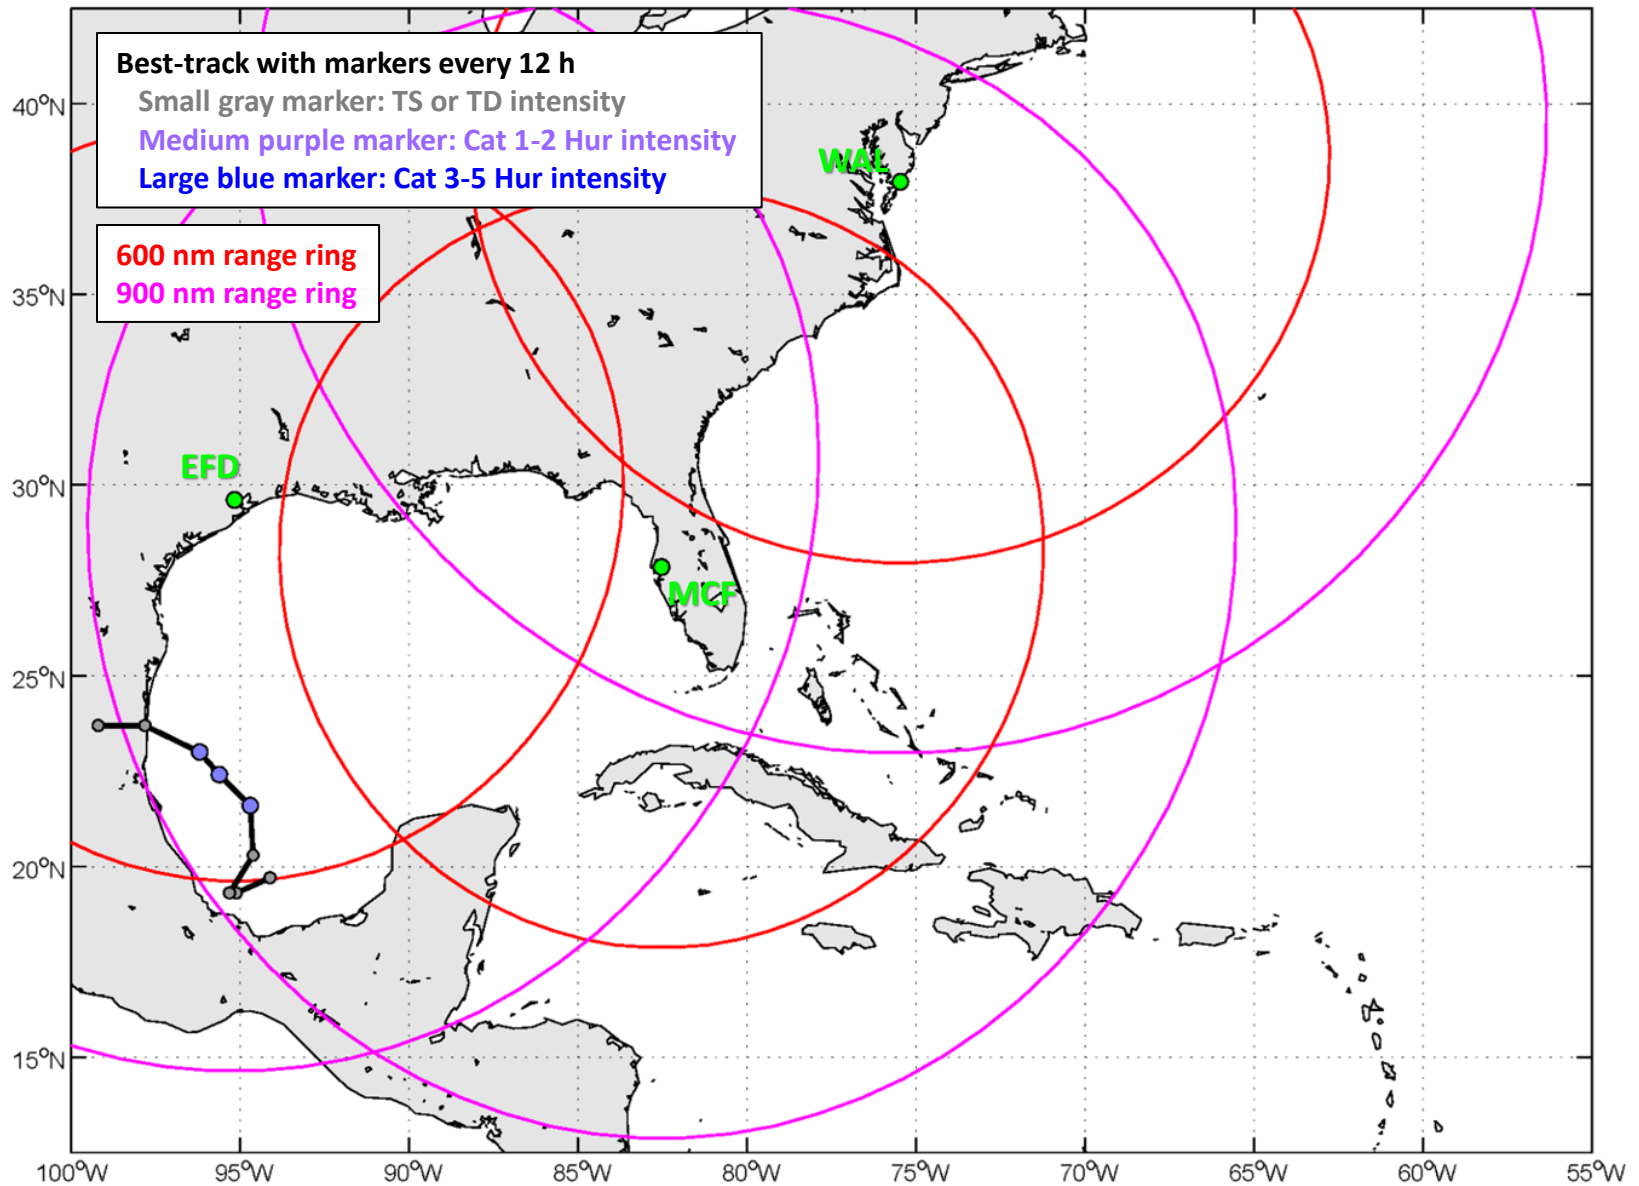 Best-track with markers every 12 h
Small gray marker: TS or TD intensity
Medium purple marker: Cat 1-2 Hur intensity
Large blue marker: Cat 3-5 Hur intensity
600 nm range ring
900 nm range ring
WAL
EFD
MCF
40°N
35°N
30°N
25°N
20°N
15°N
100°W 95°W 90°W 85°W 80°W 75°W 70°W 65°W 60°W 55°W